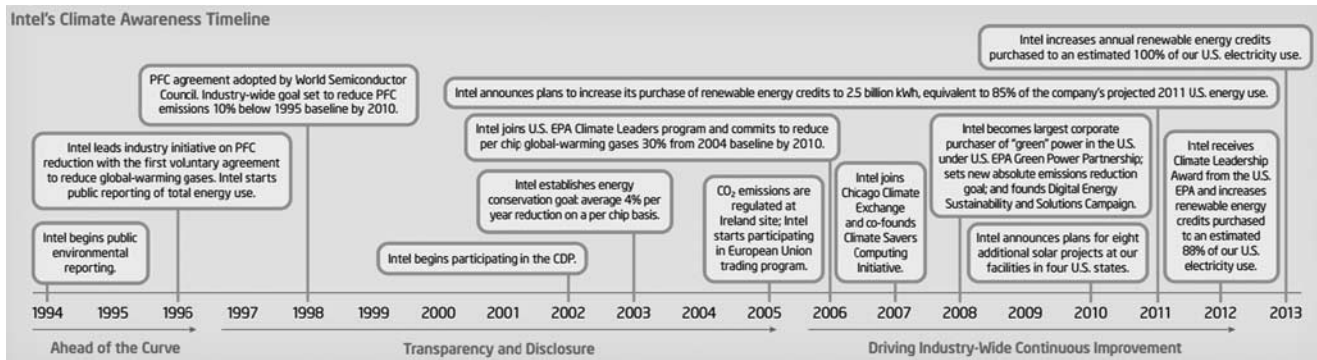 Intel's Climate Awareness Timeline
Intel increases annual renewable energy credits
purchased to an estimated 100% of our U.S. electricity use.
PFC agreement adopted by World Semiconductor
Council. Industry-wide goal set to reduce PFC
emissions 10% below 1995 baseline by 2010.
Intel announces plans to increase its purchase of renewable energy credits to 2.5 billion kWh, equivalent to 85% of the company's projected 2011 U.S. energy use.
Intel leads industry initiative on PFC
reduction with the first voluntary agreement
to reduce global-warming gases. Intel starts
public reporting of total energy use.
Intel joins U.S. EPA Climate Leaders program and commits to reduce
per chip global-warming gases 30% from 2004 baseline by 2010.
Intel becomes largest corporate
purchaser of "green" power in the U.S.
under U.S. EPA Green Power Partnership;
sets new absolute emissions reduction
goal; and founds Digital Energy
Sustainability and Solutions Campaign.
Intel receives
Climate Leadership
Award from the U.S.
EPA and increases
renewable energy
credits purchased
to an estimated
88% of our U.S.
electricity use.
Intel establishes energy
conservation goal: average 4% per
year reduction on a per chip basis.
CO₂ emissions are
regulated at
Ireland site; Intel
starts participating
in European Union
trading program.
Intel joins
Chicago Climate
Exchange
and co-founds
Climate Savers
Computing
Initiative.
Intel begins public
environmental
reporting.
Intel begins participating in the CDP.
Intel announces plans for eight
additional solar projects at our
facilities in four U.S. states.
1994 1995 1996 1998 1999 2000 2001 2002 2003 2004 2005 2006 2007 2008 2009 2010 2011 2012 2013
Ahead of the Curve
Transparency and Disclosure
Driving Industry-Wide Continuous Improvement